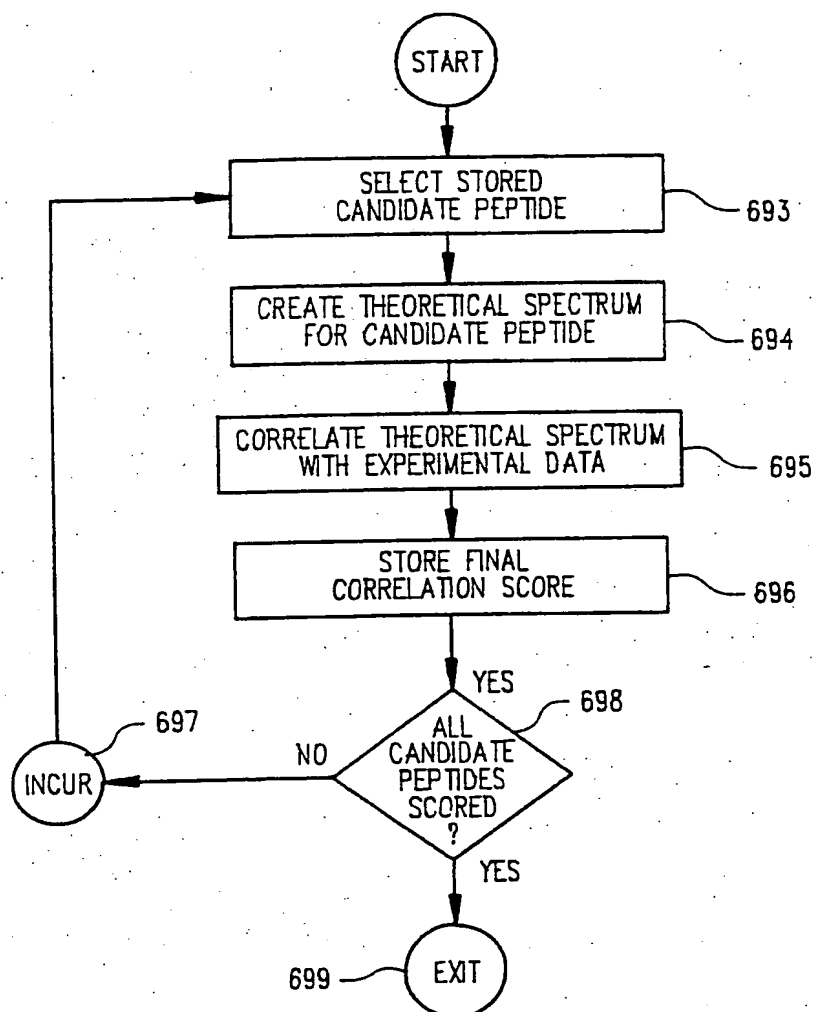 START
SELECT STORED
CANDIDATE PEPTIDE
693
CREATE THEORETICAL SPECTRUM
FOR CANDIDATE PEPTIDE
694
CORRELATE THEORETICAL SPECTRUM
WITH EXPERIMENTAL DATA
695
STORE FINAL
CORRELATION SCORE
696
YES
698
697
NO
ALL
CANDIDATE
PEPTIDES
SCORED
?
INCUR
YES
699
EXIT